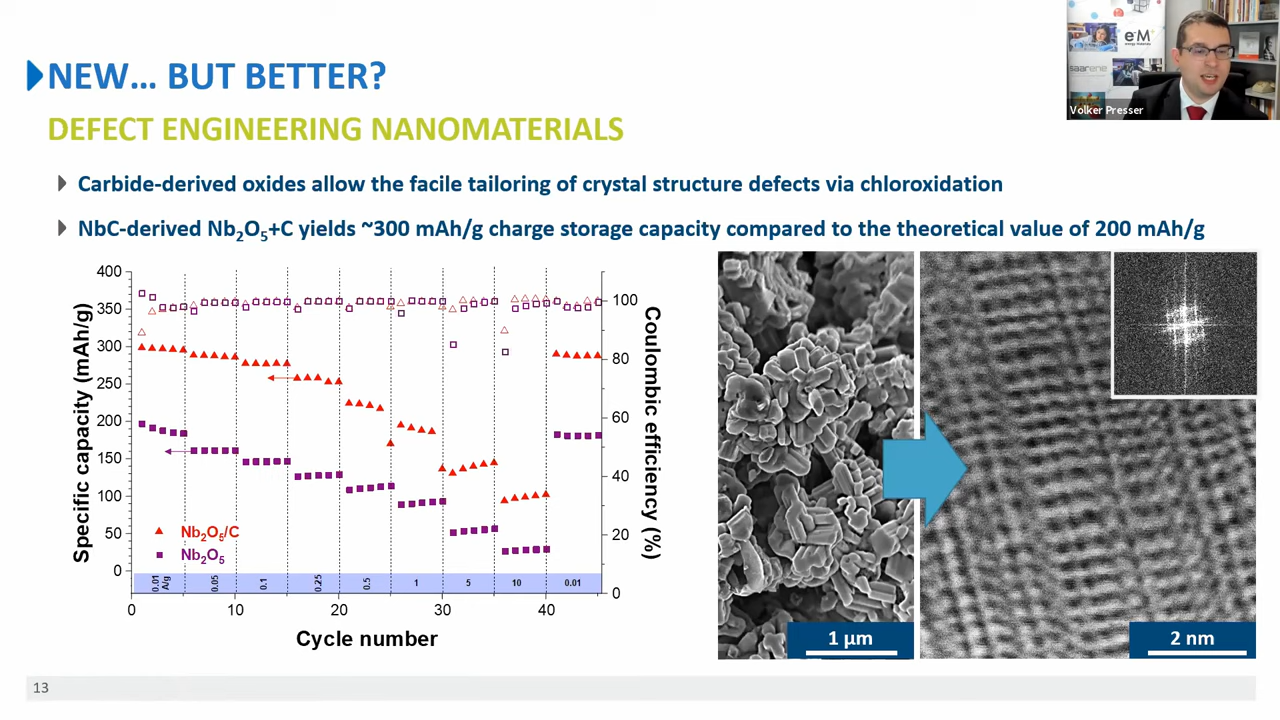 NEW… BUT BETTER?
DEFECT ENGINEERING NANOMATERIALS
Carbide-derived oxides allow the facile tailoring of crystal structure defects via chloroxidation
NbC-derived Nb₂O₅+C yields ~300 mAh/g charge storage capacity compared to the theoretical value of 200 mAh/g
e·M⁺
saarene
Volker Presser
Specific capacity (mAh/g)
400
350
300
250
200
150
100
50
0
Nb₂O₅/C
Nb₂O₅
0.01 A/g 0.05 0.1 0.25 0.5 1 5 10 0.01
0 10 20 30 40
Cycle number
100
80
60
40
20
0
Coulombic efficiency (%)
1 µm
2 nm
13